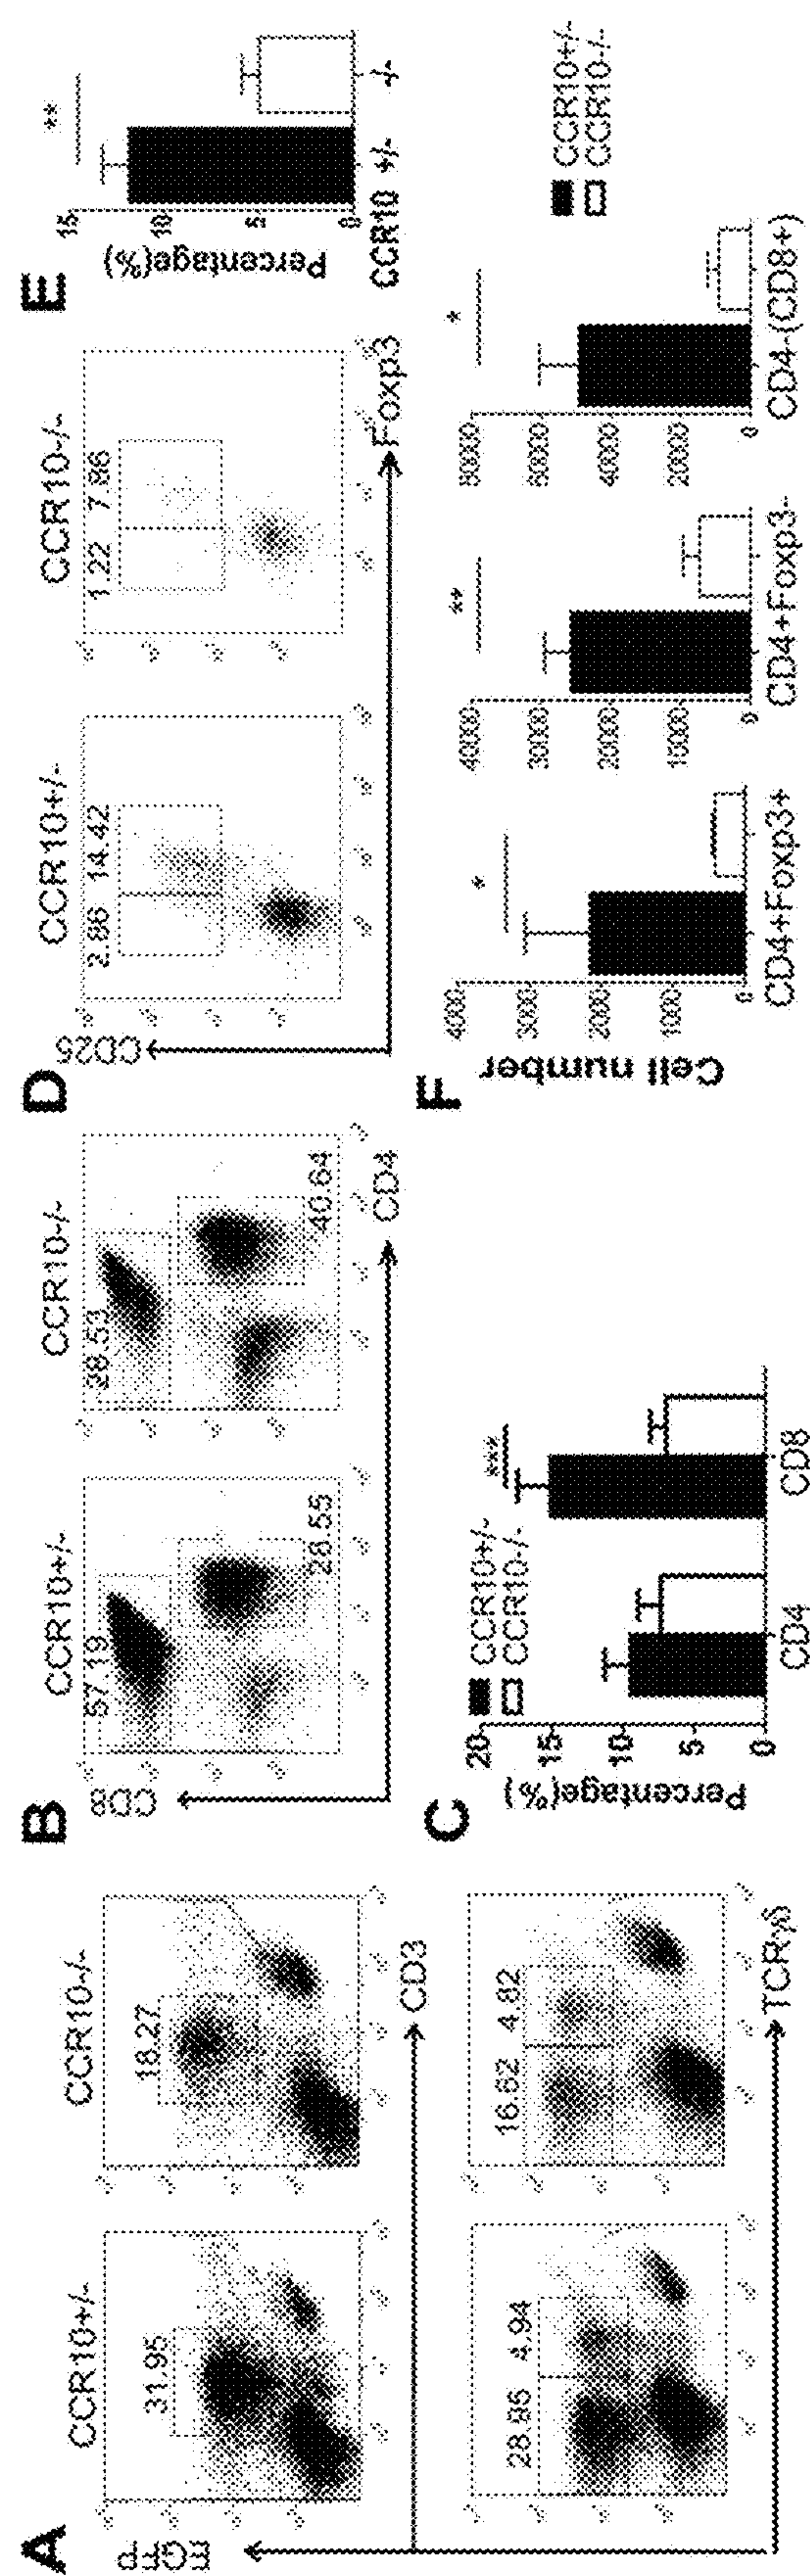 A
CCR10+/-
CCR10-/-
31.95
18.27
EGFP
CD3
28.95
4.94
16.62
4.82
TCRγδ
B
CCR10+/-
CCR10-/-
57.19
38.53
28.55
40.64
CD8
CD4
C
CCR10+/-
CCR10-/-
Percentage(%)
20
15
10
5
0
***
CD4
CD8
D
CCR10+/-
CCR10-/-
2.86 14.42
1.22 7.86
CD25
Foxp3
E
Percentage(%)
15
10
5
0
**
CCR10 +/- -/-
F
Cell number
4000
3000
2000
1000
0
*
CD4+Foxp3+
40000
30000
20000
10000
0
**
CD4+Foxp3-
40000
20000
0
*
CD4-(CD8+)
CCR10+/-
CCR10-/-